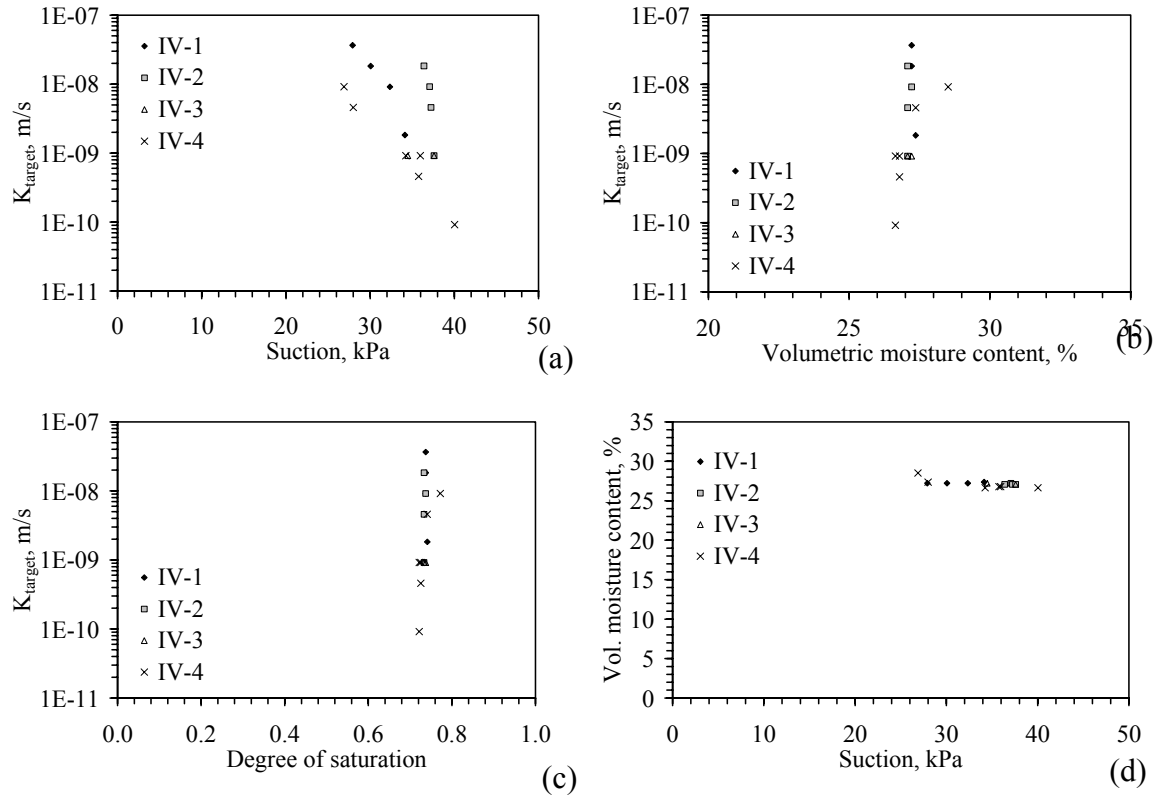 1E-07
1E-08
1E-09
1E-10
1E-11
K_target, m/s
IV-1
IV-2
IV-3
IV-4
0 10 20 30 40 50
Suction, kPa
(a)
1E-07
1E-08
1E-09
1E-10
1E-11
K_target, m/s
IV-1
IV-2
IV-3
IV-4
20 25 30 35
Volumetric moisture content, %
(b)
1E-07
1E-08
1E-09
1E-10
1E-11
K_target, m/s
IV-1
IV-2
IV-3
IV-4
0.0 0.2 0.4 0.6 0.8 1.0
Degree of saturation
(c)
35
30
25
20
15
10
5
0
Vol. moisture content, %
IV-1
IV-2
IV-3
IV-4
0 10 20 30 40 50
Suction, kPa
(d)